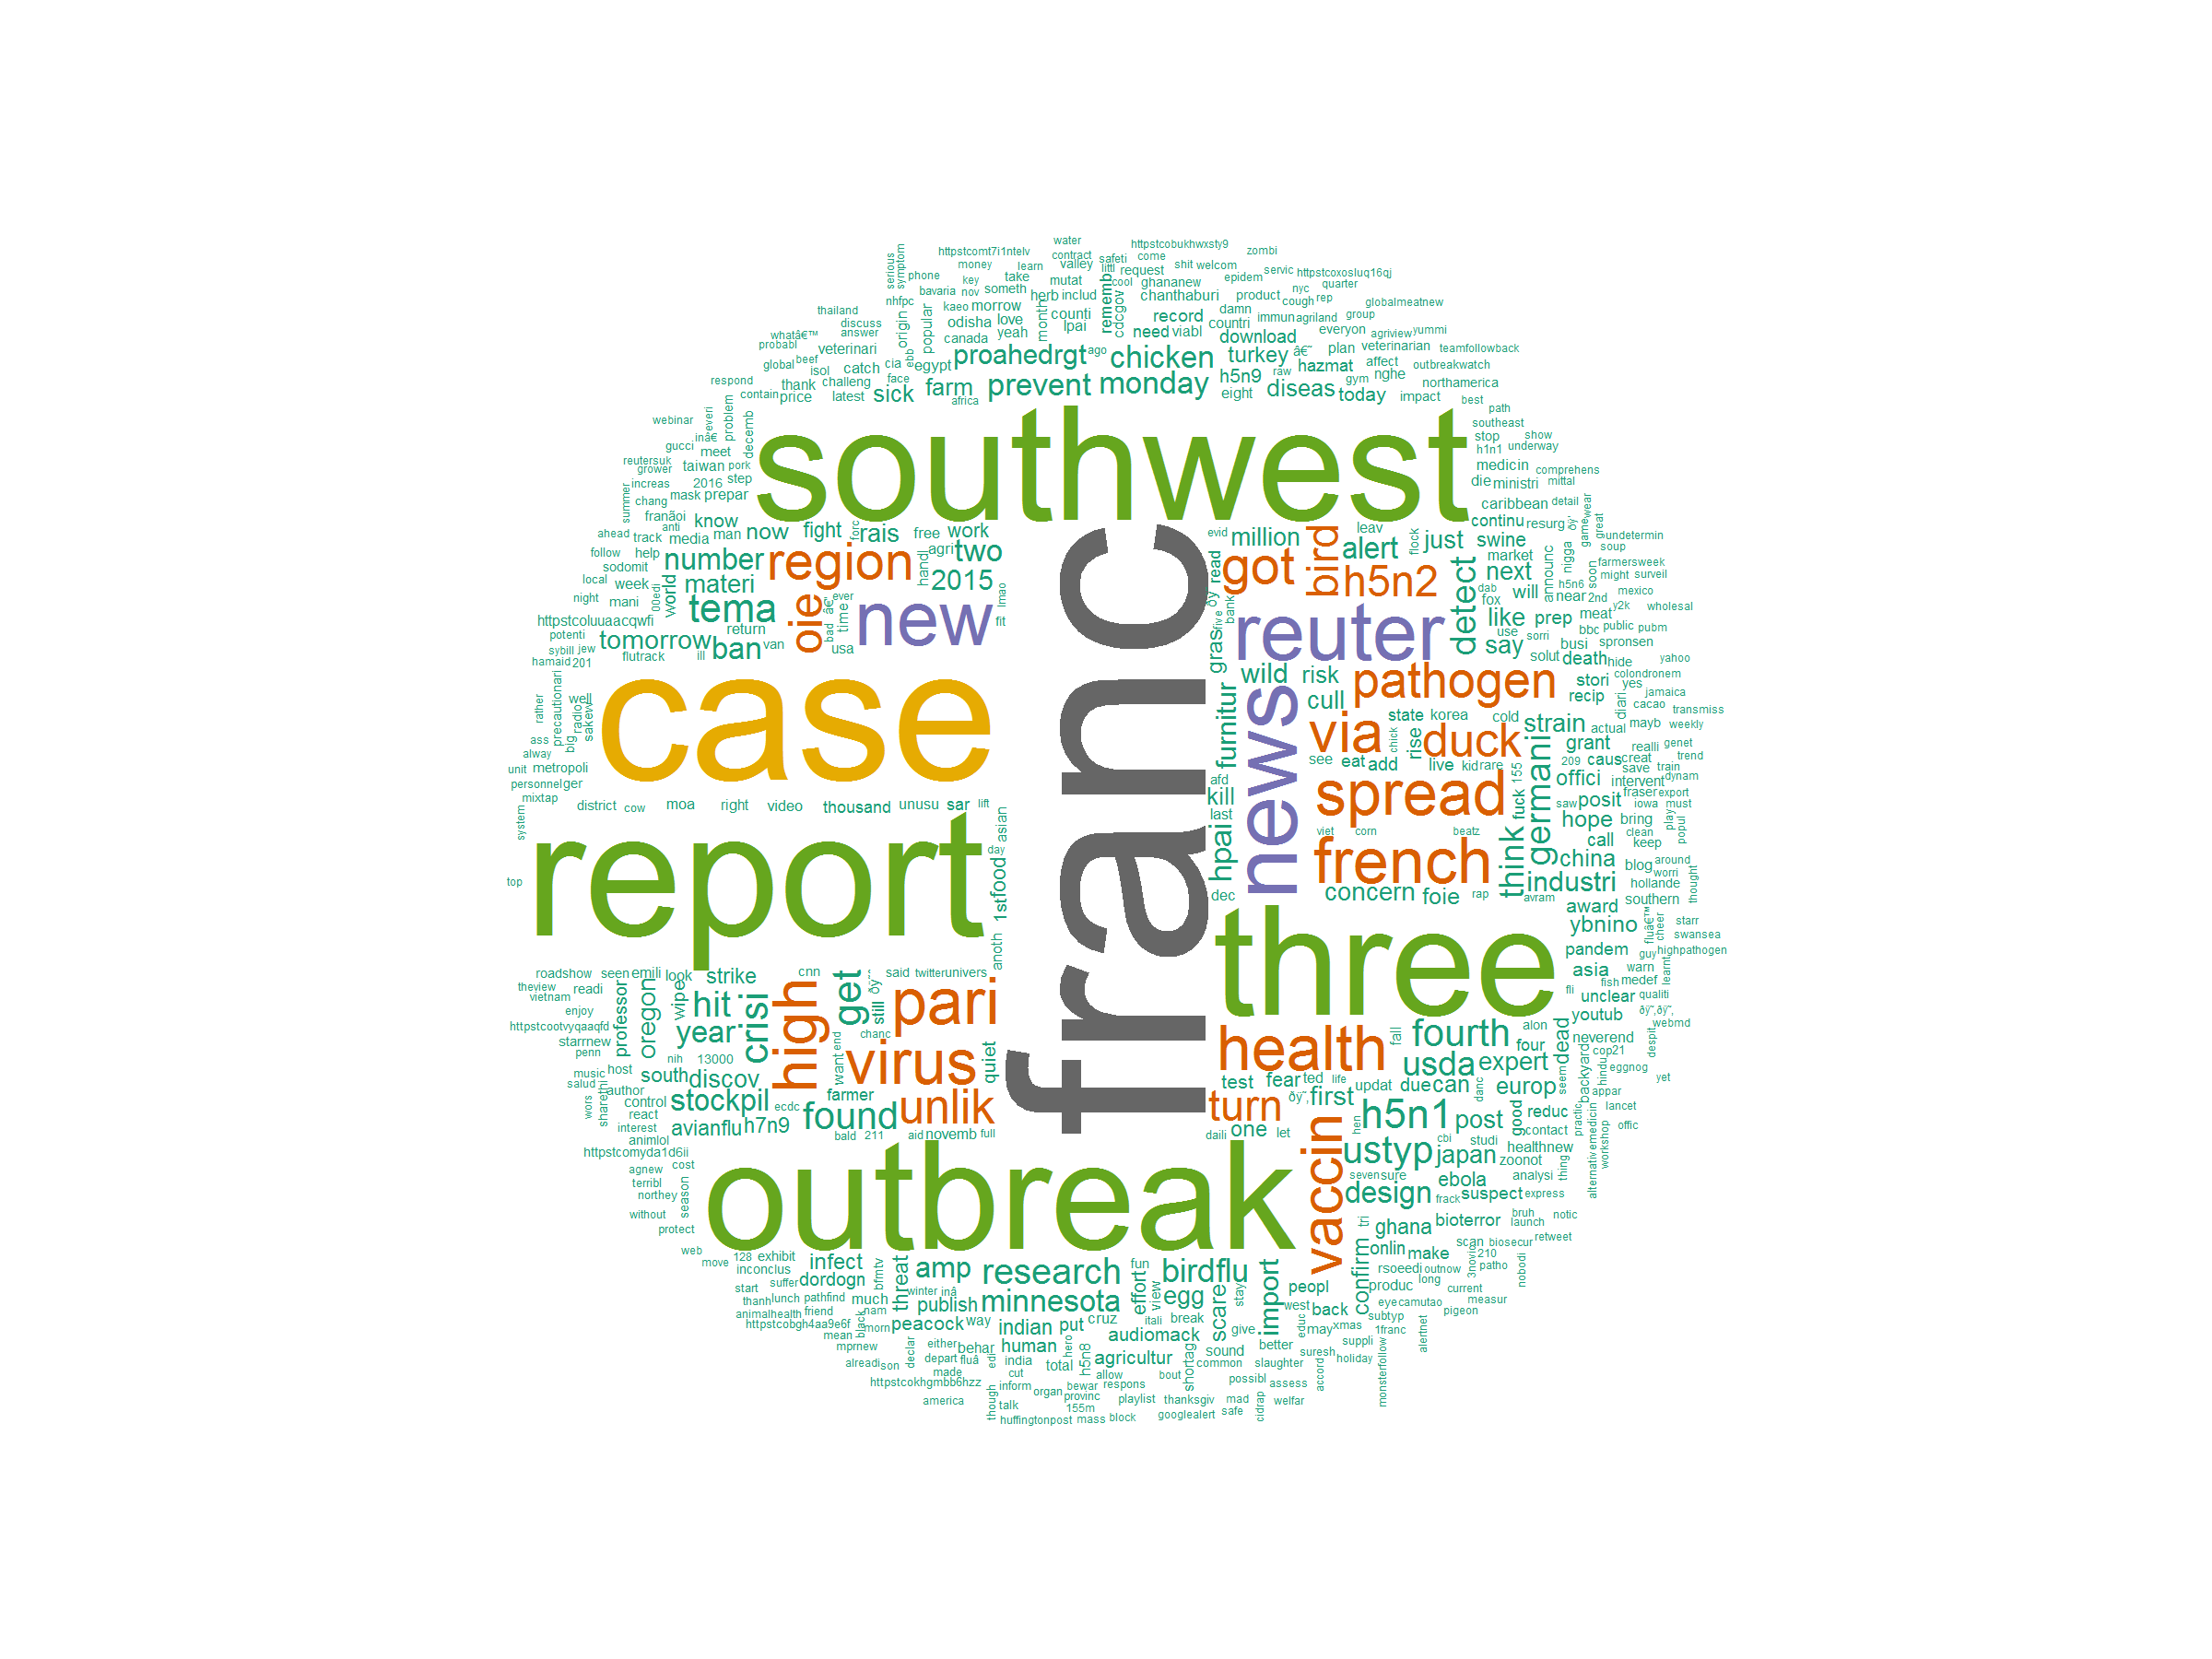 water
httpstcomt7i1ntelv contract safeti come httpstcobukhwxsty9 zombi
serious symptom phone money learn valley littl request shit welcom epidem servic httpstcoxosluq16qj
key take mutat cool ghananew quarter
bavaria nov someth herb includ chanthaburi product cough nyc rep globalmeatnew
nhfpc kaeo morrow month rememb cdcgov record damn immun agriland group
thailand origin popular odisha love counti lpai need viabl countri everyon agriview yummi
whatâ€™ discuss answer canada yeah download
probabl veterinari proahedrgt ago chicken turkey â€˜ plan veterinarian teamfollowback
global beef isol catch cia ebb egypt h5n9 raw hazmat affect outbreakwatch
respond thank challeng face farm prevent monday diseas gym nghe northamerica
contain price latest sick africa eight today impact best
webinar everi problem decemb southwest path southeast
inâ€ stop show
gucci meet h1n1 underway
reutersuk grower taiwan pork medicin comprehens
increas 2016 step die ministri mittal
summer chang mask prepar caribbean detail
franãoi know now fight forc rais free work evid million bird leav continu resurg ðÿ’ gamewear great
ahead anti track media man agri two got alert flock just swine undetermin
follow help number region handl market announc nigga soup
sodomit materi 2015 h5n2 detect next farmersweek
local week world tema oie ever new lmao read ðÿ bank dab will near h5n6 soon might surveil
night mani 00edi bad â€˜ time fit five fox 2nd mexico
httpstcoluuaacqwfi return reuter like prep meat y2k wholesal
potenti tomorrow ban van usa gras use sorri bbc public pubm
sybill jew flutrack ill say busi spronsen
hamaid 201 wild risk pathogen solut death hide yahoo
case franc news furnitur cull stori yes colondronem
rather precautionari well radio sakevv recip diari jamaica
via state korea cold strain mayb cacao transmiss
ass big chick rise duck actual weekly
alway see eat add live kid rare grant realli genet
unit metropoli afd germani 209 caus creat trend
personnelger kill spread fuck 155 offici save train
mixtap district cow moa right video thousand unusu sar lift last intervent dynam
system report asian hpai viet corn beatz saw posit fraser export
day french think iowa must
top food dec concern foie rap hope bring play popul
1st call clean keep
anoth industri china blog around worri
avram hollande thought
three award southern
ybnino fluâ€™ cheer starr swansea
pandem guy highpathogen
roadshow seen emili look strike cnn said twitterunivers asia warn learnt
theview vietnam readi wipe high get still ðÿ˜ˆ pari fli fish medef
enjoy professor oregon hit crisi unclear qualiti
httpstcootvyqaaqfd year chanc health fall fourth alon youtub ðÿ˜‚ðÿ˜‚ webmd
starrnew want end virus quiet four dead neverend despit
penn nih 13000 usda expert cop21
music host south discov test fear ted life updat due can seem backyard hindu eggnog yet
salud author farmer danc europ appar
wors sharethi control stockpil ecdc found unlik turn ðÿ˜‚ first h5n1 post good reduc practic lancet
react hen contact offic
interest avianflu h7n9 bald 211 aid novemb full daili one let cbi studi healthnew workshop
animlol outbreak vaccin ustyp japan zoonot
httpstcomyda1d6ii seven sure ebola analysi thing alternativemedicin
agnew cost design frack suspect express
terribl season
northey bruh
without ghana bioterror launch notic
protect confirm tri scan biosecur retweet
web 128 exhibit infect threat amp research fun birdflu import onlin make 210
move inconclus bfmtv effort rsoeedi outnow 3novic patho nobodi
start suffer dordogn winter inâ view egg scare stay peopl produc long current
thanh lunch pathfind much publish minnesota eye camutao measur
animalhealth friend nam peacock way indian put cruz itali break west back subtyp pigeon
httpstcobgh4aa9e6f black morn give educ may xmas 1franc
mean either human hero audiomack better suppli alertnet
mprnew declar behar sound suresh
alreadi son depart fluâ edit india total h5n8 agricultur shortag common slaughter holiday
made cut allow bout possibl accord monsterfollow
httpstcokhgmbb6hzz inform bewar respons assess
america though organ provinc playlist thanksgiv mad welfar
talk 155m safe
huffingtonpost mass block googlealert cidrap